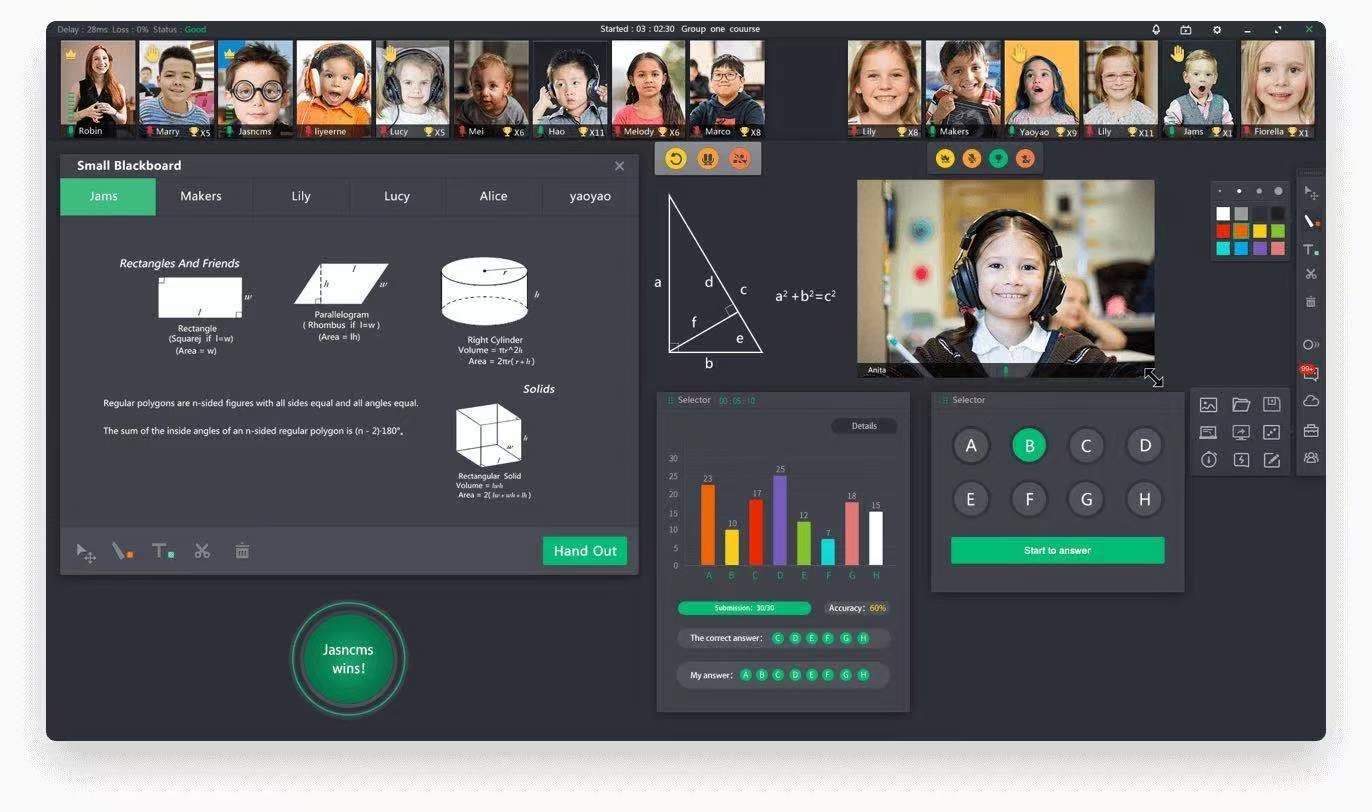 Delay : 28ms Loss : 0% Status : Good
Started : 03 : 02:30 Group one couurse
Robin
Marry X5
Jasncms
liyeerne
Lucy X5
Mei X6
Hao X11
Melody X6
Marco X8
Lily X8
Makers
Yaoyao X9
Lily X11
Jams X1
Fiorella X1
Small Blackboard
Jams Makers Lily Lucy Alice yaoyao
Rectangles And Friends
w
l
Rectangle
(Squarej if l=w)
(Area = w)
l
h
w
Parallelogram
( Rhombus if l=w )
(Area = lh)
r
h
Right Cylinder
Volume = πr^2h
Area = 2πr( r + h )
Solids
Regular polygons are n-sided figures with all sides equal and all angles equal.
The sum of the inside angles of an n-sided regular polygon is (n - 2)·180°。
h
w
l
Rectangular Solid
Volume = lwh
Area = 2( lw + wh + lh )
T
Hand Out
Jasncms
wins!
a
d
c
f
e
b
a² +b²=c²
Anita
T
99+
Selector 00 : 05 : 10
Details
30
25
20
15
10
5
0
23
10
17
25
12
7
18
15
A B C D E F G H
Submission: 30/30
Accuracy: 60%
The correct answer: C D E F G H
My answer: A B C D E F G H
Selector
A B C D
E F G H
Start to answer